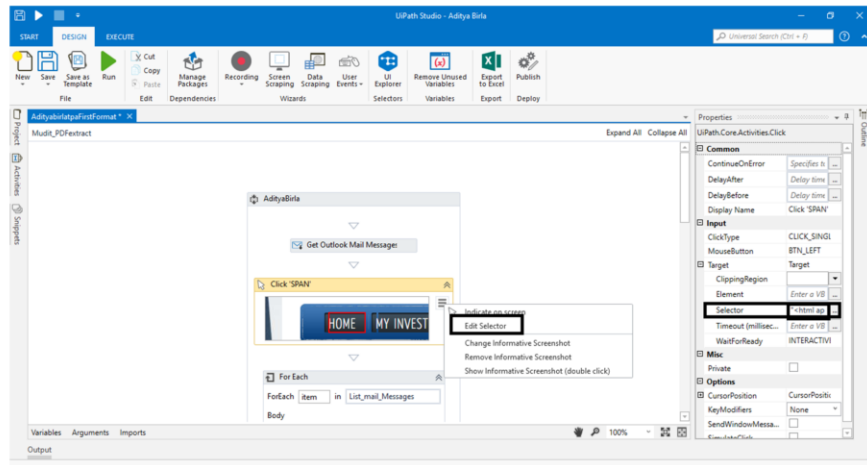 UiPath Studio - Aditya Birla
START DESIGN EXECUTE
Universal Search (Ctrl + F)
New Save Save as Template Run
Cut
Copy
Paste
Manage Packages
Recording
Screen Scraping
Data Scraping
User Events
UI Explorer
Remove Unused Variables
Export to Excel
Publish
File Edit Dependencies Wizards Selectors Variables Export Deploy
AdityabirlatpaFirstFormat * X
Mudit_PDFextract Expand All Collapse All
Project
Activities
Snippets
AdityaBirla
Get Outlook Mail Messages
Click 'SPAN'
HOME MY INVEST
Indicate on screen
Edit Selector
Change Informative Screenshot
Remove Informative Screenshot
Show Informative Screenshot (double click)
For Each
ForEach item in List_mail_Messages
Body
Variables Arguments Imports 100%
Output
Properties
Outline
UiPath.Core.Activities.Click
Common
ContinueOnError Specifies to ...
DelayAfter Delay time ...
DelayBefore Delay time ...
Display Name Click 'SPAN'
Input
ClickType CLICK_SINGL
MouseButton BTN_LEFT
Target Target
ClippingRegion
Element Enter a VB ...
Selector "<html ap ...
Timeout (millisec... Enter a VB ...
WaitForReady INTERACTIVI
Misc
Private
Options
CursorPosition CursorPositic
KeyModifiers None
SendWindowMessa...
SimulateClick